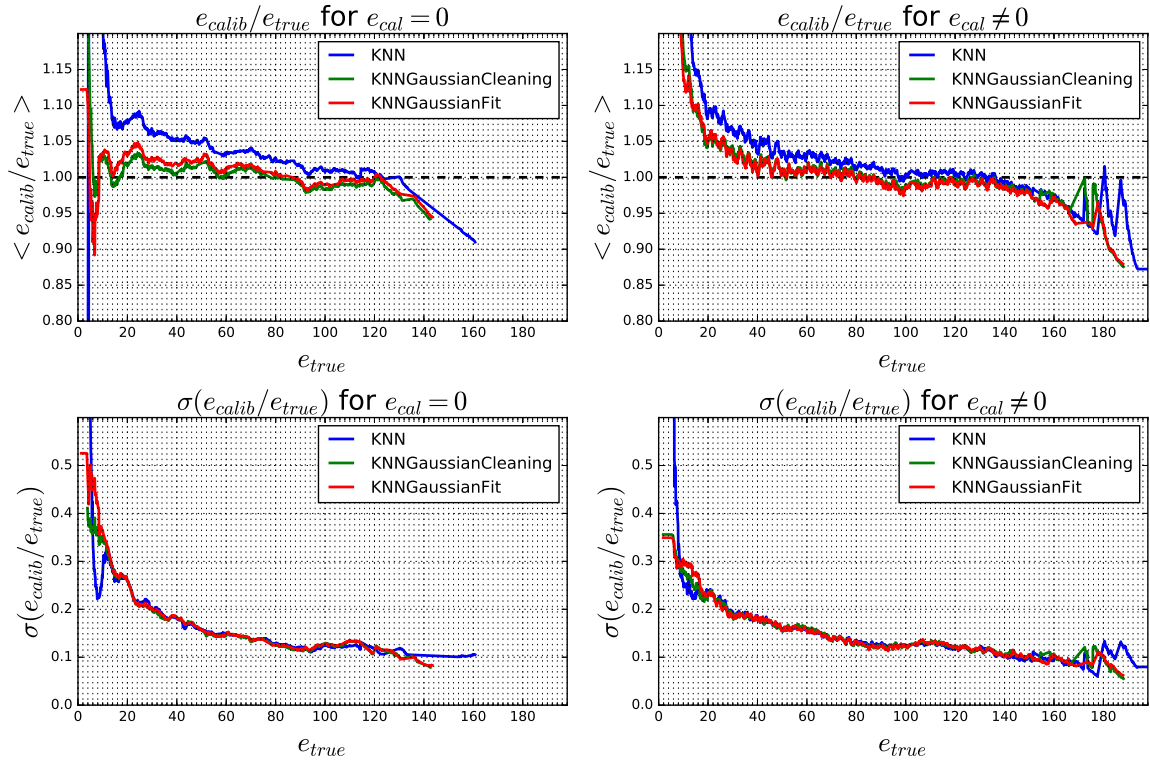 e_calib/e_true for e_cal = 0
< e_calib/e_true >
1.15
1.10
1.05
1.00
0.95
0.90
0.85
0.80
KNN
KNNGaussianCleaning
KNNGaussianFit
0 20 40 60 80 100 120 140 160 180
e_true
e_calib/e_true for e_cal ≠ 0
< e_calib/e_true >
1.15
1.10
1.05
1.00
0.95
0.90
0.85
0.80
KNN
KNNGaussianCleaning
KNNGaussianFit
0 20 40 60 80 100 120 140 160 180
e_true
σ(e_calib/e_true) for e_cal = 0
σ(e_calib/e_true)
0.5
0.4
0.3
0.2
0.1
0.0
KNN
KNNGaussianCleaning
KNNGaussianFit
0 20 40 60 80 100 120 140 160 180
e_true
σ(e_calib/e_true) for e_cal ≠ 0
σ(e_calib/e_true)
0.5
0.4
0.3
0.2
0.1
0.0
KNN
KNNGaussianCleaning
KNNGaussianFit
0 20 40 60 80 100 120 140 160 180
e_true